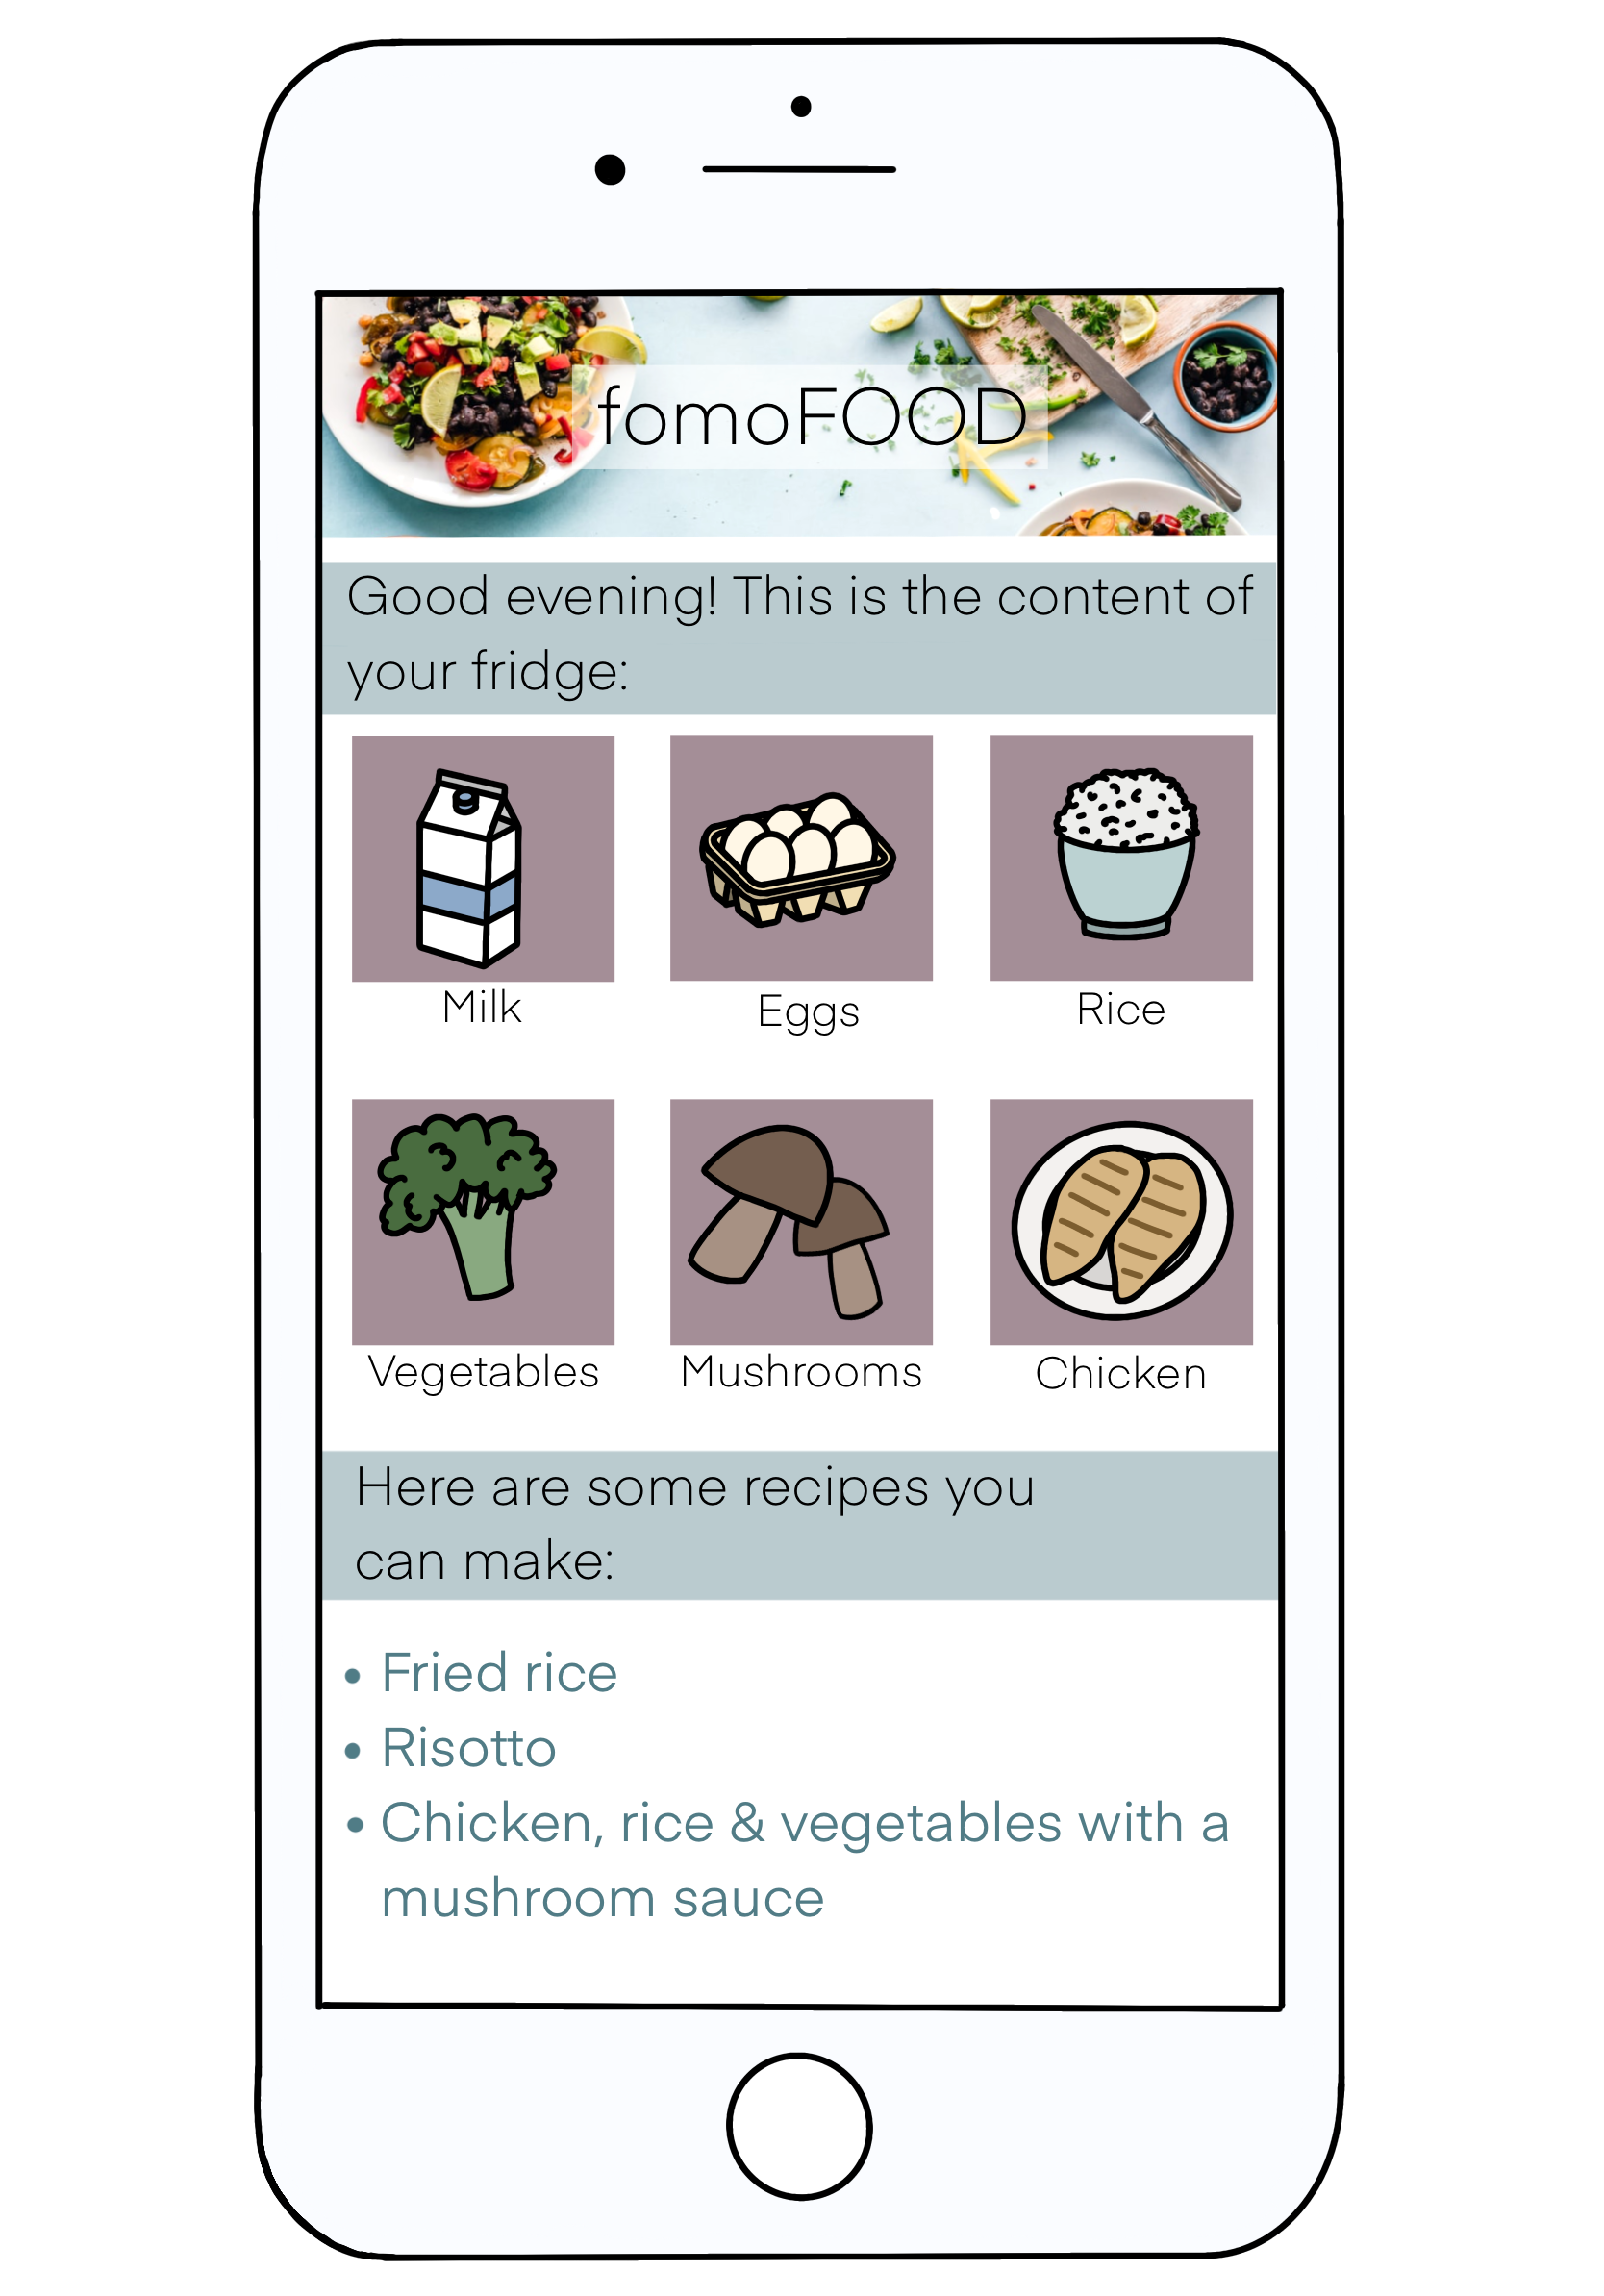 fomoFOOD
Good evening! This is the content of
your fridge:
Milk
Eggs
Rice
Vegetables
Mushrooms
Chicken
Here are some recipes you
can make:
• Fried rice
• Risotto
• Chicken, rice & vegetables with a
mushroom sauce